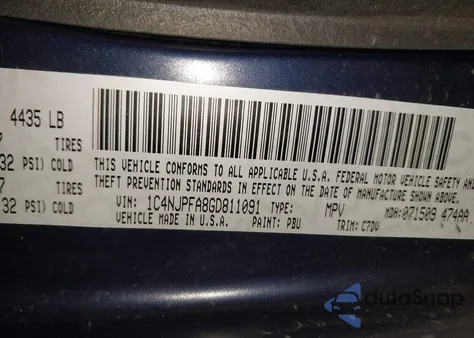 4435 LB
TIRES
32 PSI) COLD
7 TIRES
32 PSI) COLD
THIS VEHICLE CONFORMS TO ALL APPLICABLE U.S.A. FEDERAL MOTOR VEHICLE SAFETY AND
THEFT PREVENTION STANDARDS IN EFFECT ON THE DATE OF MANUFACTURE SHOWN ABOVE.
VIN: 1C4NJPFA8GD811091 TYPE: MPV MDH: 071509 474AA
VEHICLE MADE IN U.S.A. PAINT: PBU TRIM: C7DV
autoSnap